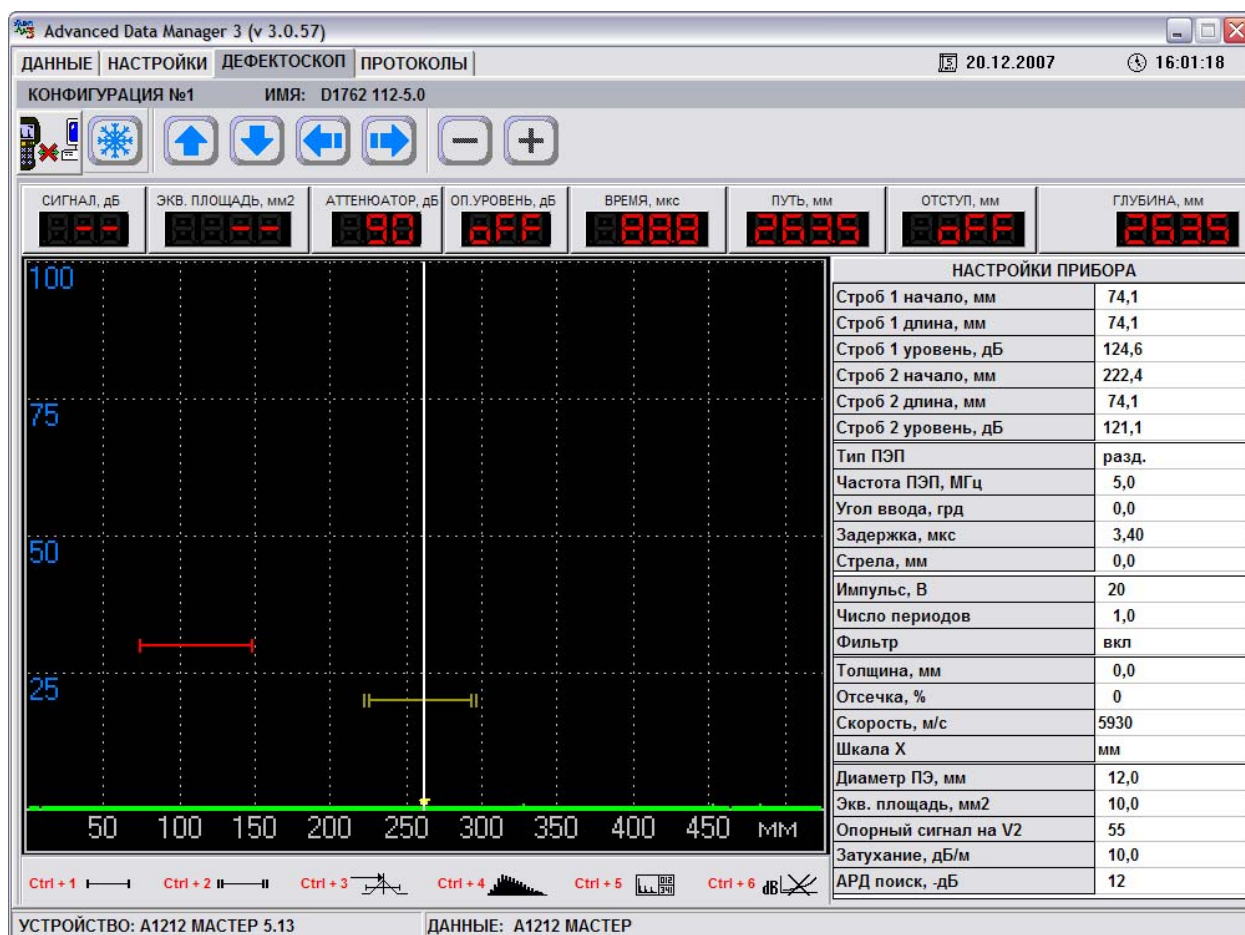 Advanced Data Manager 3 (v 3.0.57)
ДАННЫЕ НАСТРОЙКИ ДЕФЕКТОСКОП ПРОТОКОЛЫ 20.12.2007 16:01:18
КОНФИГУРАЦИЯ №1 ИМЯ: D1762 112-5.0
СИГНАЛ, дБ ЭКВ. ПЛОЩАДЬ, мм2 АТТЕНЮАТОР, дБ ОП.УРОВЕНЬ, дБ ВРЕМЯ, мкс ПУТЬ, мм ОТСТУП, мм ГЛУБИНА, мм
-- -- 90 oFF 88.9 263.5 oFF 263.5
100
75
50
25
50 100 150 200 250 300 350 400 450 мм
НАСТРОЙКИ ПРИБОРА
Строб 1 начало, мм 74,1
Строб 1 длина, мм 74,1
Строб 1 уровень, дБ 124,6
Строб 2 начало, мм 222,4
Строб 2 длина, мм 74,1
Строб 2 уровень, дБ 121,1
Тип ПЭП разд.
Частота ПЭП, МГц 5,0
Угол ввода, грд 0,0
Задержка, мкс 3,40
Стрела, мм 0,0
Импульс, В 20
Число периодов 1,0
Фильтр вкл
Толщина, мм 0,0
Отсечка, % 0
Скорость, м/с 5930
Шкала Х мм
Диаметр ПЭ, мм 12,0
Экв. площадь, мм2 10,0
Опорный сигнал на V2 55
Затухание, дБ/м 10,0
АРД поиск, -дБ 12
Ctrl + 1 Ctrl + 2 Ctrl + 3 Ctrl + 4 Ctrl + 5 Ctrl + 6 dB
УСТРОЙСТВО: А1212 МАСТЕР 5.13 ДАННЫЕ: А1212 МАСТЕР